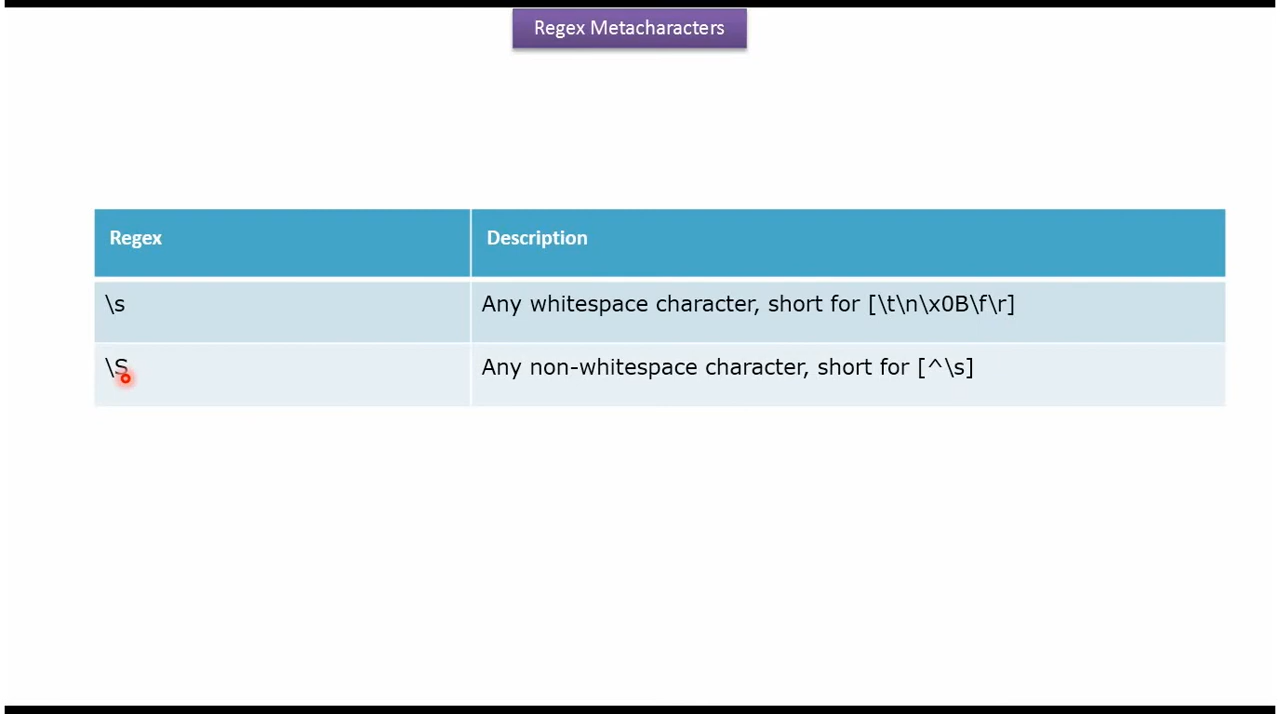 Regex Metacharacters
Regex Description
\s Any whitespace character, short for [\t\n\x0B\f\r]
\S Any non-whitespace character, short for [^\s]